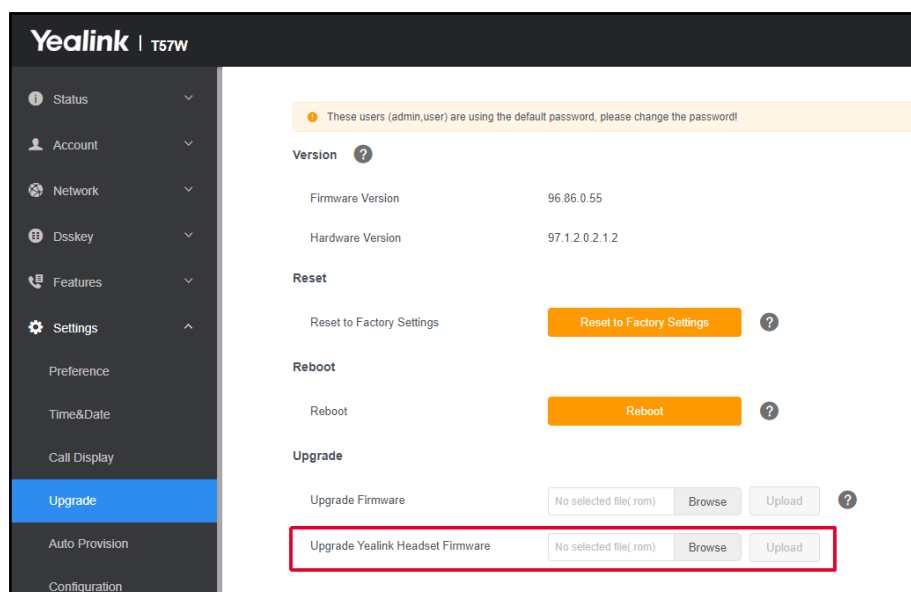 Yealink | T57W
Status
Account
Network
Dsskey
Features
Settings
Preference
Time&Date
Call Display
Upgrade
Auto Provision
Configuration
These users (admin,user) are using the default password, please change the password!
Version ?
Firmware Version 96.86.0.55
Hardware Version 97.1.2.0.2.1.2
Reset
Reset to Factory Settings Reset to Factory Settings ?
Reboot
Reboot Reboot ?
Upgrade
Upgrade Firmware No selected file(.rom) Browse Upload ?
Upgrade Yealink Headset Firmware No selected file(.rom) Browse Upload